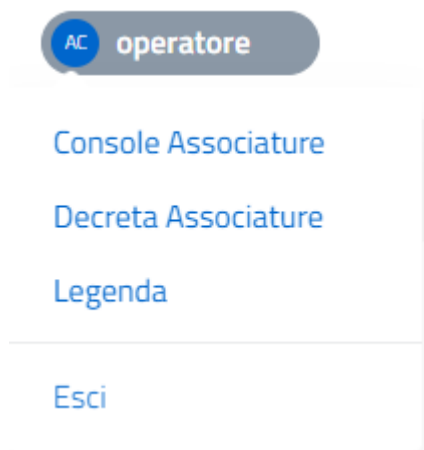 AC operatore
Console Associature
Decreta Associature
Legenda
Esci